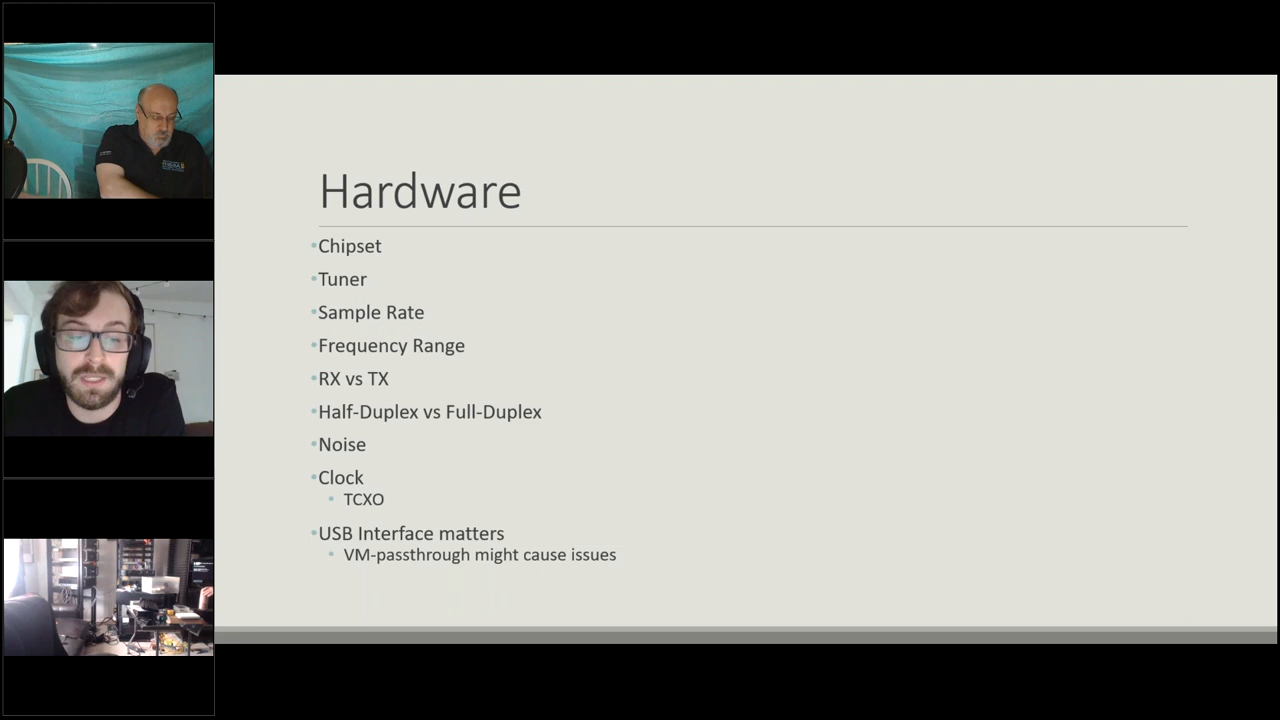 Hardware
•Chipset
•Tuner
•Sample Rate
•Frequency Range
•RX vs TX
•Half-Duplex vs Full-Duplex
•Noise
•Clock
• TCXO
•USB Interface matters
• VM-passthrough might cause issues